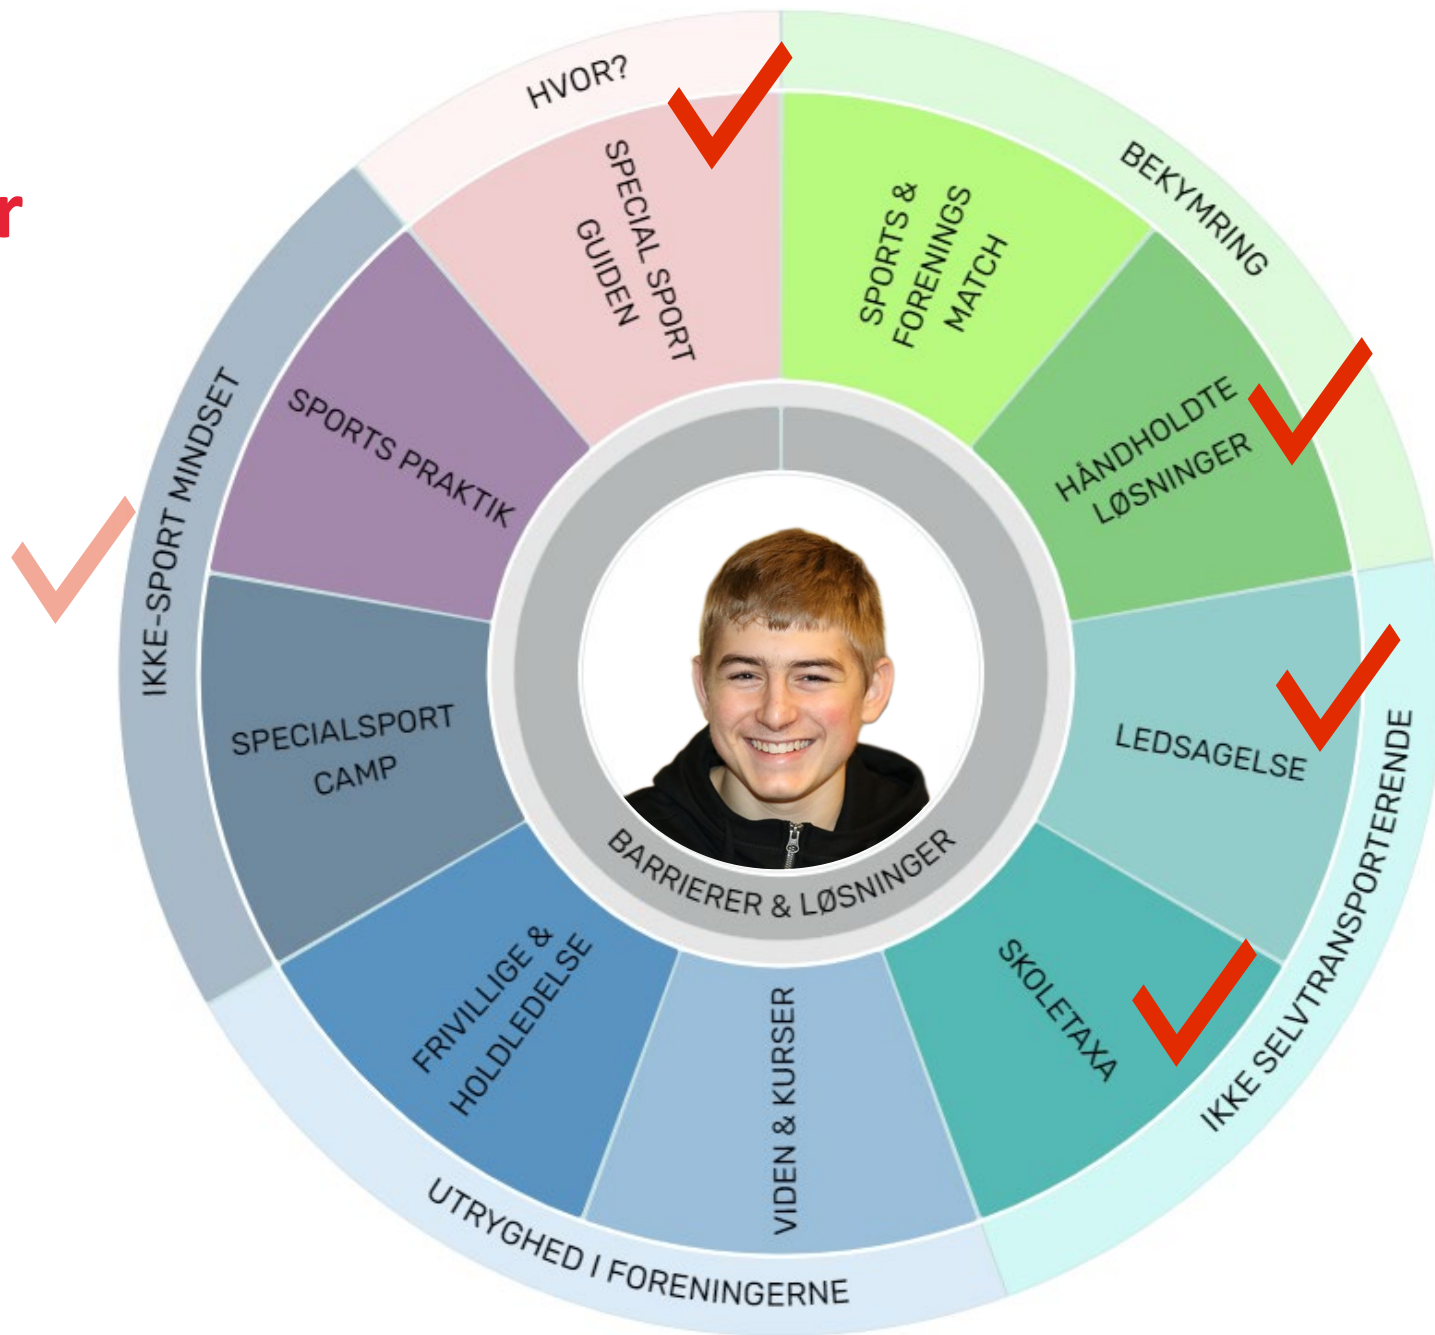 r
HVOR?
SPECIAL SPORT
GUIDEN
BEKYMRING
SPORTS &
FORENINGS
MATCH
HÅNDHOLDTE
LØSNINGER
IKKE SELVTRANSPORTERENDE
LEDSAGELSE
SKOLETAXA
UTRYGHED I FORENINGERNE
VIDEN & KURSER
FRIVILLIGE &
HOLDLEDELSE
IKKE-SPORT MINDSET
SPECIALSPORT
CAMP
SPORTS PRAKTIK
BARRIERER & LØSNINGER